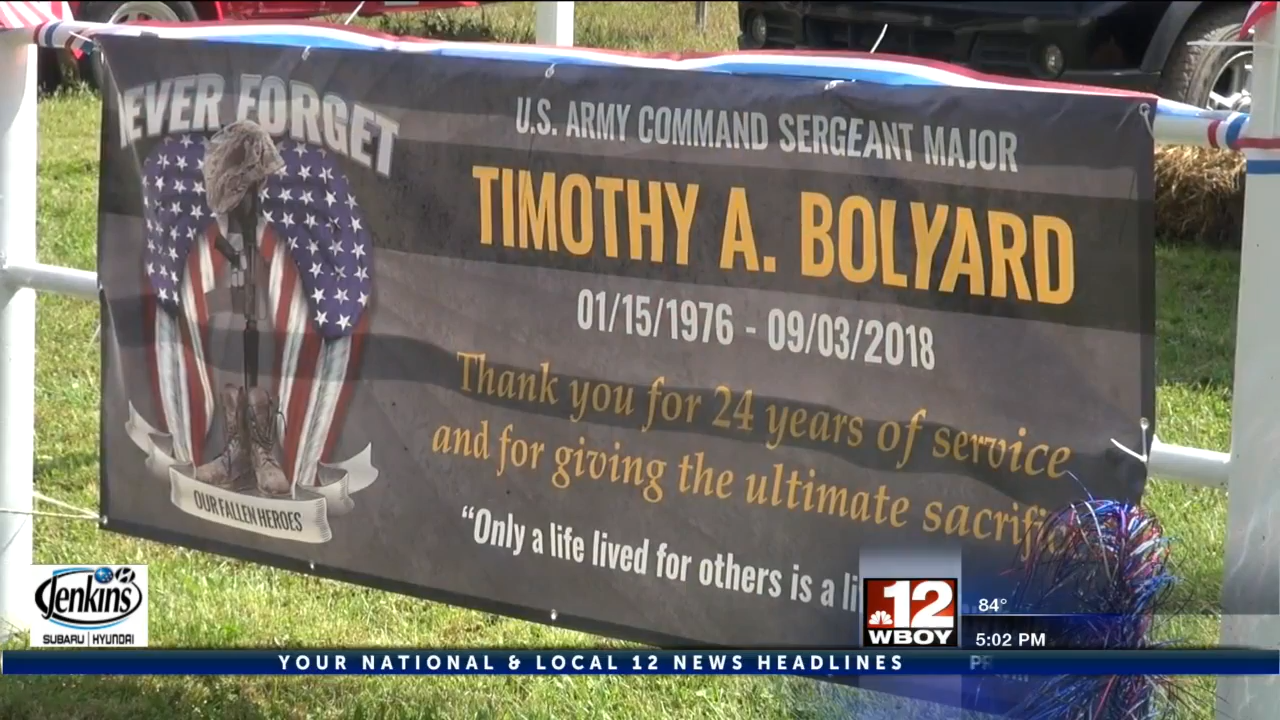 EVER FORGET
U.S. ARMY COMMAND SERGEANT MAJOR
TIMOTHY A. BOLYARD
01/15/1976 - 09/03/2018
Thank you for 24 years of service
and for giving the ultimate sacrific
"Only a life lived for others is a li
OUR FALLEN HEROES
Jenkins
SUBARU | HYUNDAI
12
WBOY
84°
5:02 PM
YOUR NATIONAL & LOCAL 12 NEWS HEADLINES